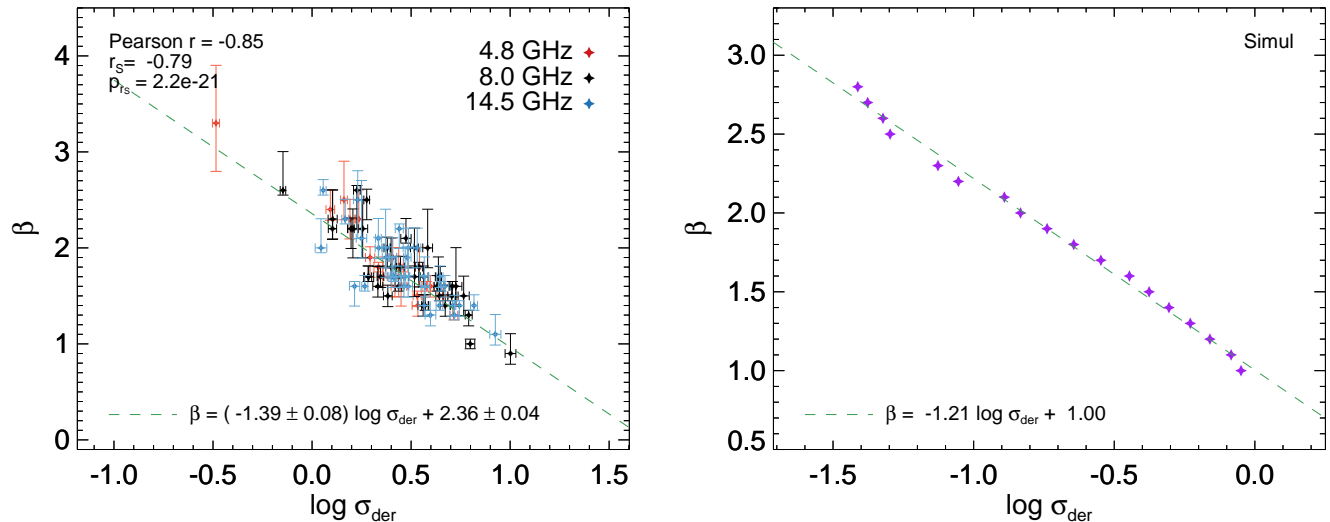 Pearson r = -0.85
r_S= -0.79
p_rs = 2.2e-21
4.8 GHz
8.0 GHz
14.5 GHz
4
3
2
1
0
β
β = ( -1.39 ± 0.08) log σ_der + 2.36 ± 0.04
-1.0 -0.5 0.0 0.5 1.0 1.5
log σ_der
Simul
3.0
2.5
2.0
1.5
1.0
0.5
β
β = -1.21 log σ_der + 1.00
-1.5 -1.0 -0.5 0.0
log σ_der